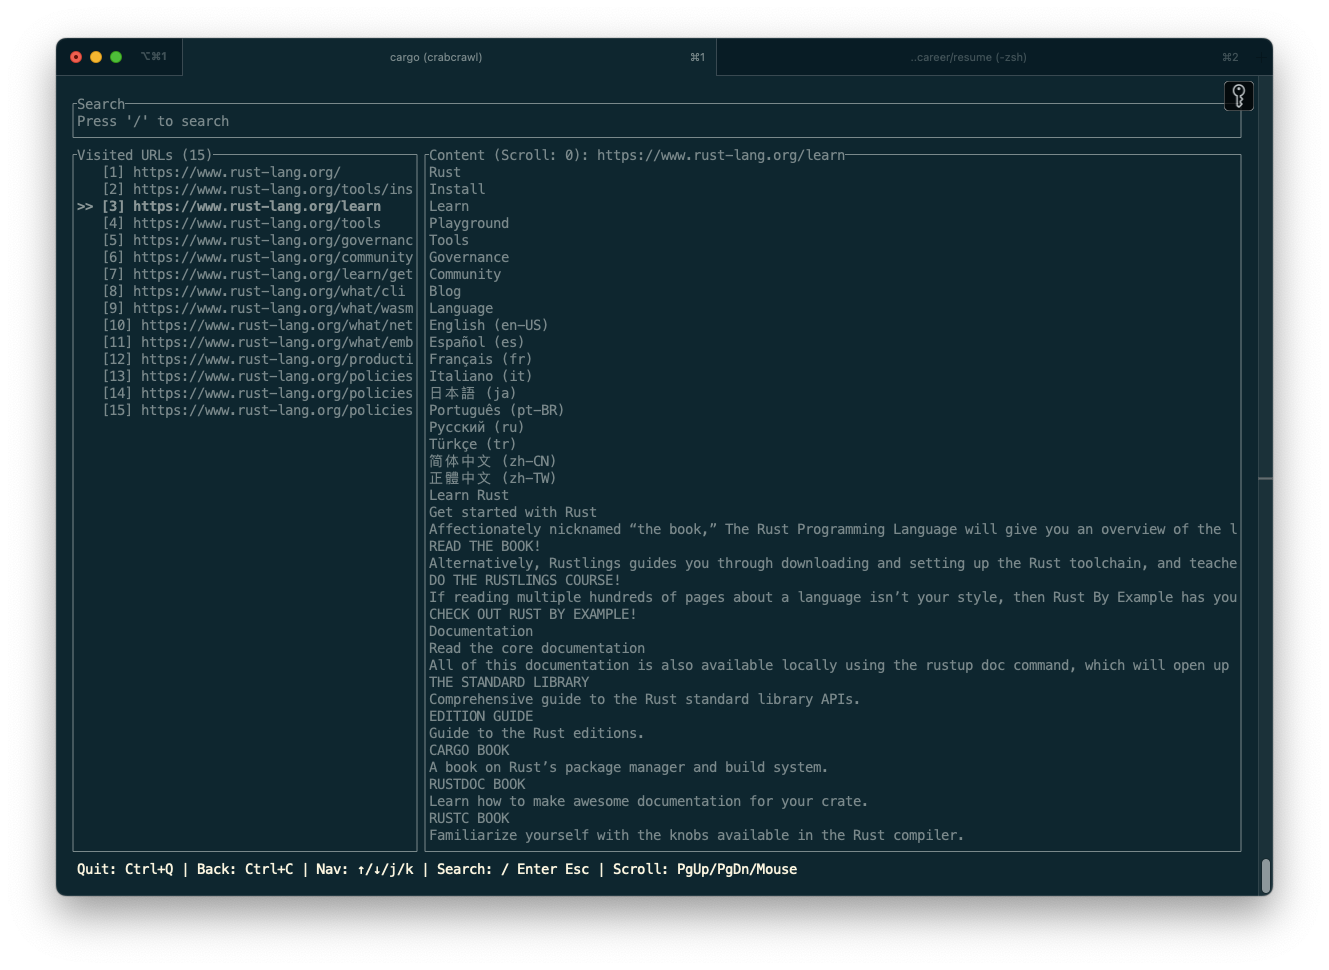 ⌥⌘1
cargo (crabcrawl)
⌘1
..career/resume (-zsh)
⌘2
Search
Press '/' to search
Visited URLs (15)
[1] https://www.rust-lang.org/
[2] https://www.rust-lang.org/tools/ins
>> [3] https://www.rust-lang.org/learn
[4] https://www.rust-lang.org/tools
[5] https://www.rust-lang.org/governanc
[6] https://www.rust-lang.org/community
[7] https://www.rust-lang.org/learn/get
[8] https://www.rust-lang.org/what/cli
[9] https://www.rust-lang.org/what/wasm
[10] https://www.rust-lang.org/what/net
[11] https://www.rust-lang.org/what/emb
[12] https://www.rust-lang.org/producti
[13] https://www.rust-lang.org/policies
[14] https://www.rust-lang.org/policies
[15] https://www.rust-lang.org/policies
Content (Scroll: 0): https://www.rust-lang.org/learn
Rust
Install
Learn
Playground
Tools
Governance
Community
Blog
Language
English (en-US)
Español (es)
Français (fr)
Italiano (it)
日本語 (ja)
Português (pt-BR)
Русский (ru)
Türkçe (tr)
简体中文 (zh-CN)
正體中文 (zh-TW)
Learn Rust
Get started with Rust
Affectionately nicknamed “the book,” The Rust Programming Language will give you an overview of the l
READ THE BOOK!
Alternatively, Rustlings guides you through downloading and setting up the Rust toolchain, and teache
DO THE RUSTLINGS COURSE!
If reading multiple hundreds of pages about a language isn’t your style, then Rust By Example has you
CHECK OUT RUST BY EXAMPLE!
Documentation
Read the core documentation
All of this documentation is also available locally using the rustup doc command, which will open up
THE STANDARD LIBRARY
Comprehensive guide to the Rust standard library APIs.
EDITION GUIDE
Guide to the Rust editions.
CARGO BOOK
A book on Rust’s package manager and build system.
RUSTDOC BOOK
Learn how to make awesome documentation for your crate.
RUSTC BOOK
Familiarize yourself with the knobs available in the Rust compiler.
Quit: Ctrl+Q | Back: Ctrl+C | Nav: ↑/↓/j/k | Search: / Enter Esc | Scroll: PgUp/PgDn/Mouse